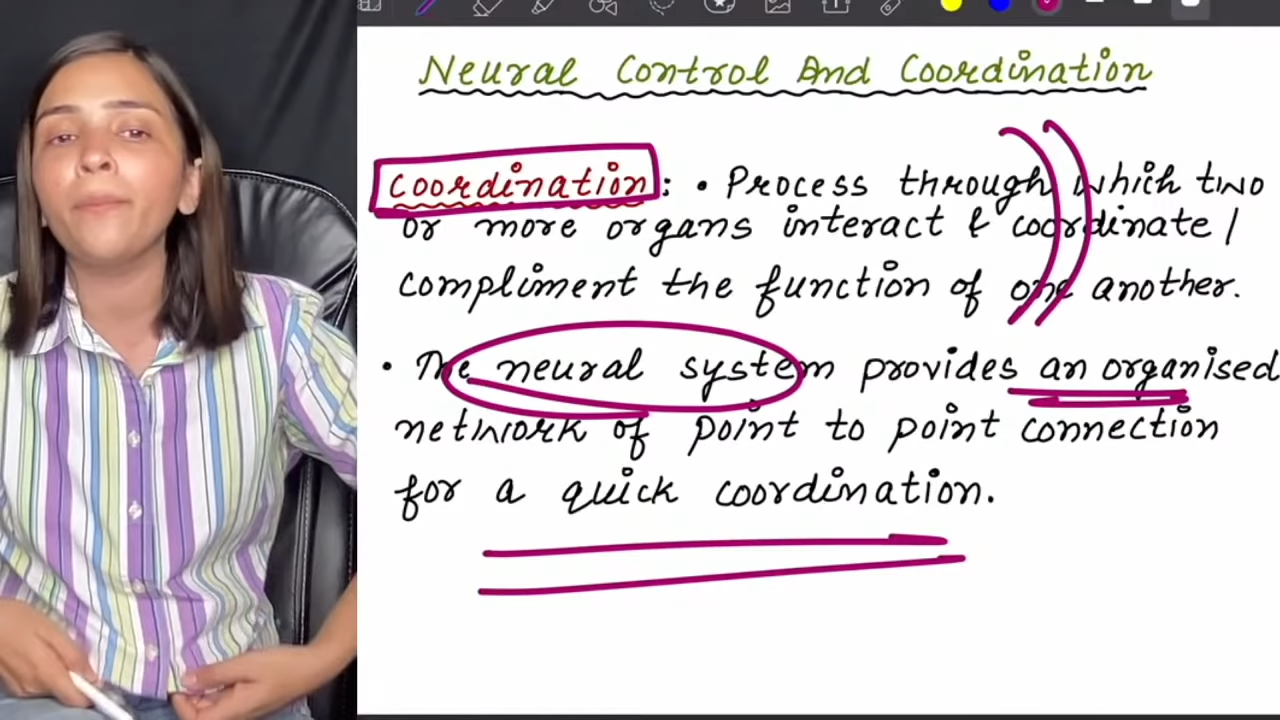 Neural Control And Coordination
Coordination: • Process through which two
or more organs interact & coordinate /
compliment the function of one another.
• The neural system provides an organised
network of point to point connection
for a quick coordination.